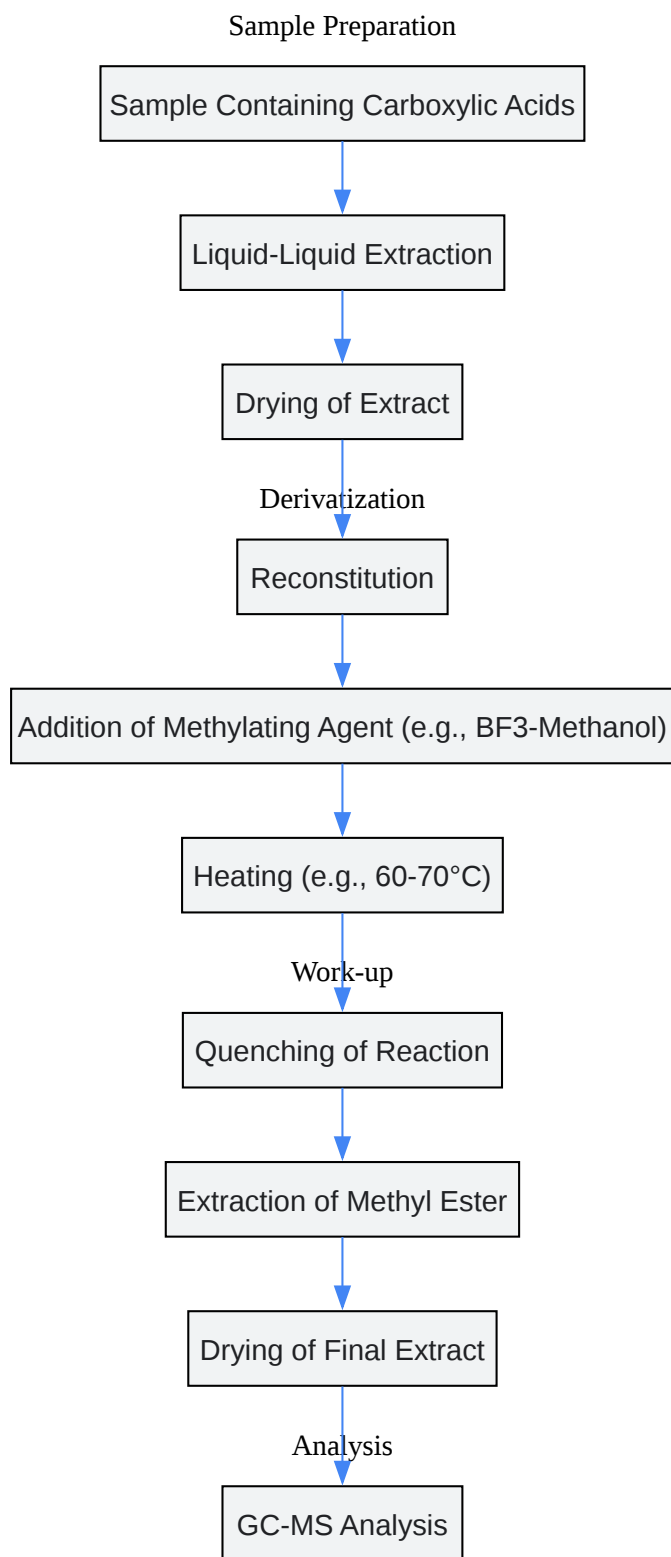 Sample Preparation
Sample Containing Carboxylic Acids
Liquid-Liquid Extraction
Drying of Extract
Derivatization
Reconstitution
Addition of Methylating Agent (e.g., BF3-Methanol)
Heating (e.g., 60-70°C)
Work-up
Quenching of Reaction
Extraction of Methyl Ester
Drying of Final Extract
Analysis
GC-MS Analysis